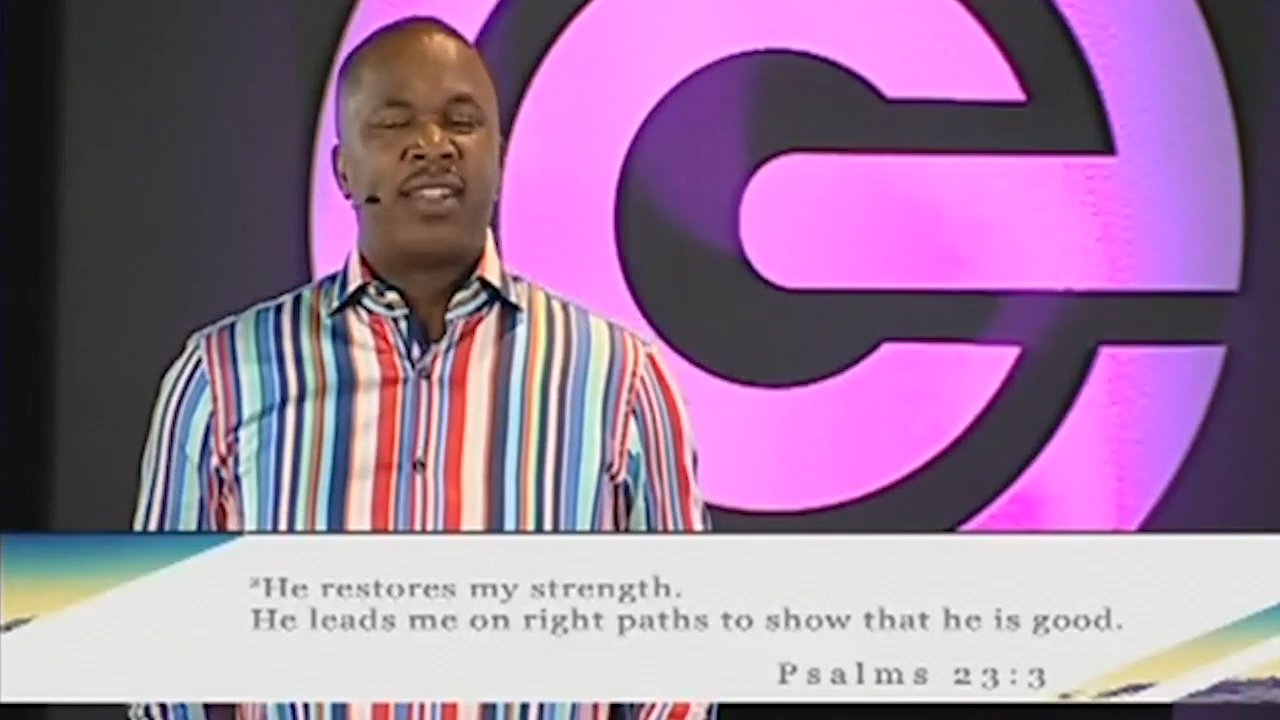 ³He restores my strength.
He leads me on right paths to show that he is good.
Psalms 23:3